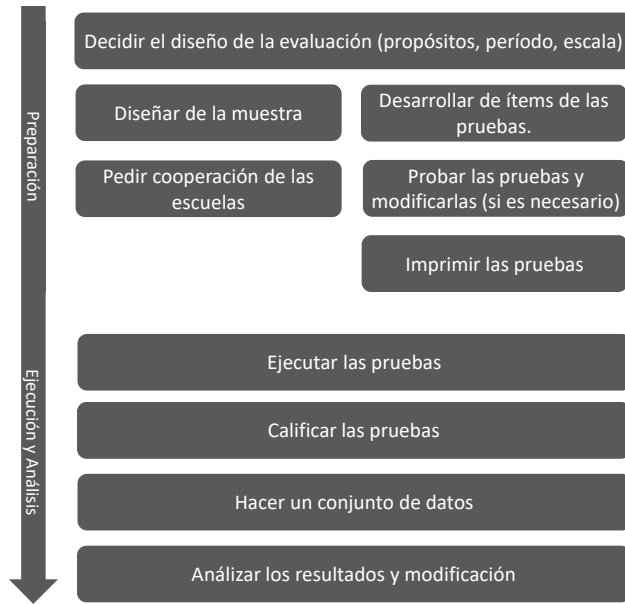 Decidir el diseño de la evaluación (propósitos, período, escala)
Preparación
Diseñar de la muestra
Desarrollar de ítems de las
pruebas.
Pedir cooperación de las
escuelas
Probar las pruebas y
modificarlas (si es necesario)
Imprimir las pruebas
Ejecución y Análisis
Ejecutar las pruebas
Calificar las pruebas
Hacer un conjunto de datos
Análizar los resultados y modificación